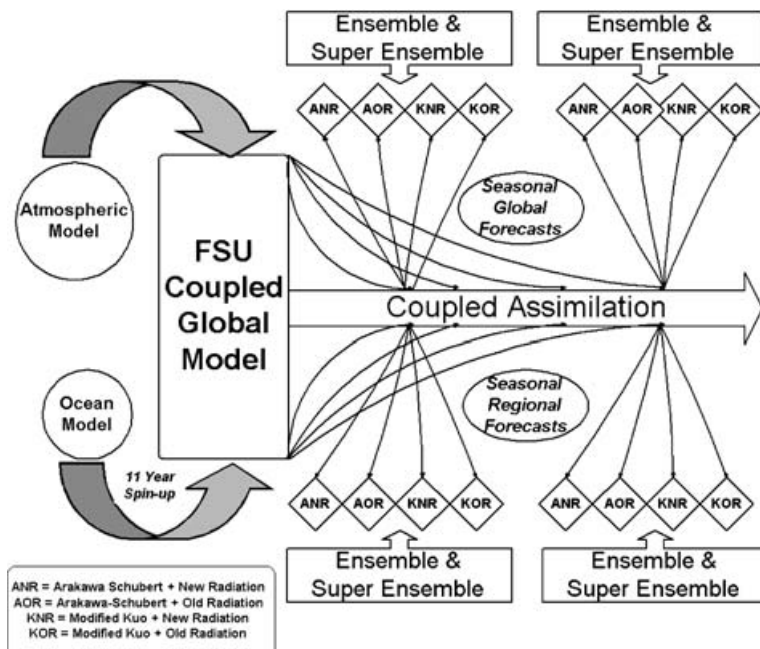 Ensemble &
Super Ensemble
Ensemble &
Super Ensemble
ANR AOR KNR KOR
ANR AOR KNR KOR
Atmospheric
Model
FSU
Coupled
Global
Model
Seasonal
Global
Forecasts
Coupled Assimilation
Ocean
Model
Seasonal
Regional
Forecasts
11 Year
Spin-up
ANR AOR KNR KOR
ANR AOR KNR KOR
Ensemble &
Super Ensemble
Ensemble &
Super Ensemble
ANR = Arakawa Schubert + New Radiation
AOR = Arakawa-Schubert + Old Radiation
KNR = Modified Kuo + New Radiation
KOR = Modified Kuo + Old Radiation